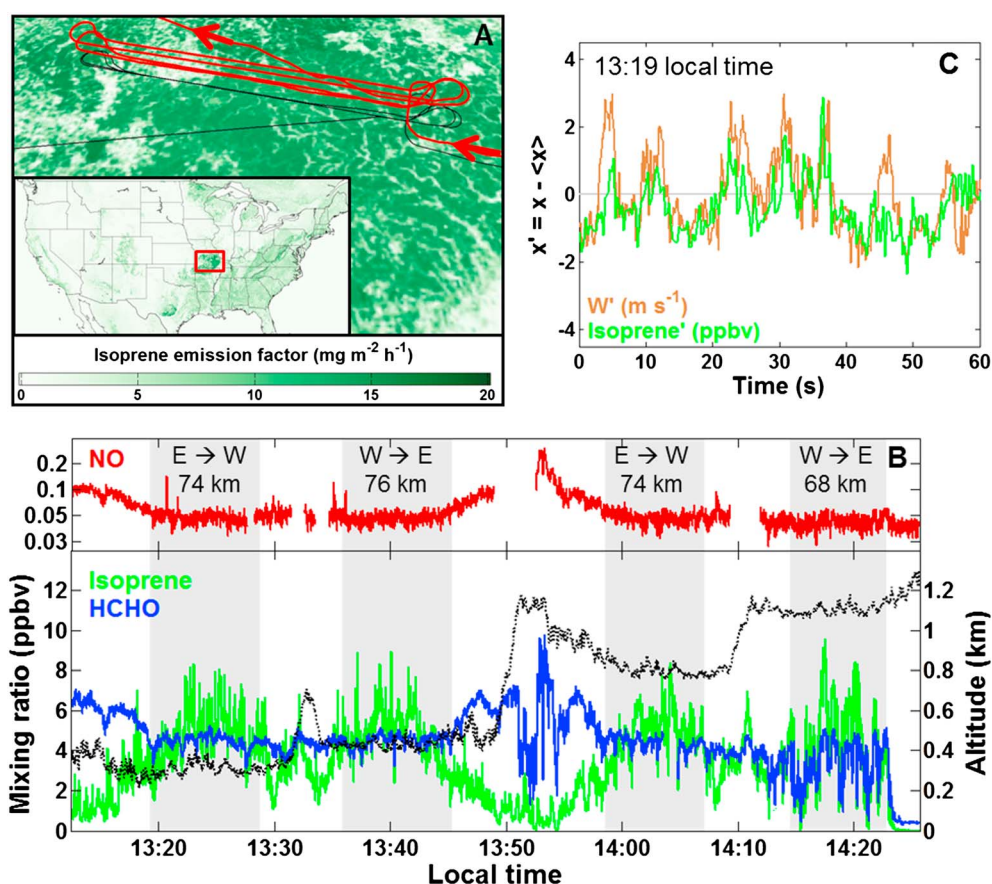 A
Isoprene emission factor (mg m⁻² h⁻¹)
0 5 10 15 20
C
13:19 local time
4
2
0
-2
-4
x' = x - <x>
W' (m s⁻¹)
Isoprene' (ppbv)
0 10 20 30 40 50 60
Time (s)
B
NO
E → W
74 km
W → E
76 km
E → W
74 km
W → E
68 km
0.2
0.1
0.05
0.03
Isoprene
HCHO
12
10
8
6
4
2
0
Mixing ratio (ppbv)
1.2
1
0.8
0.6
0.4
0.2
0
Altitude (km)
13:20 13:30 13:40 13:50 14:00 14:10 14:20
Local time